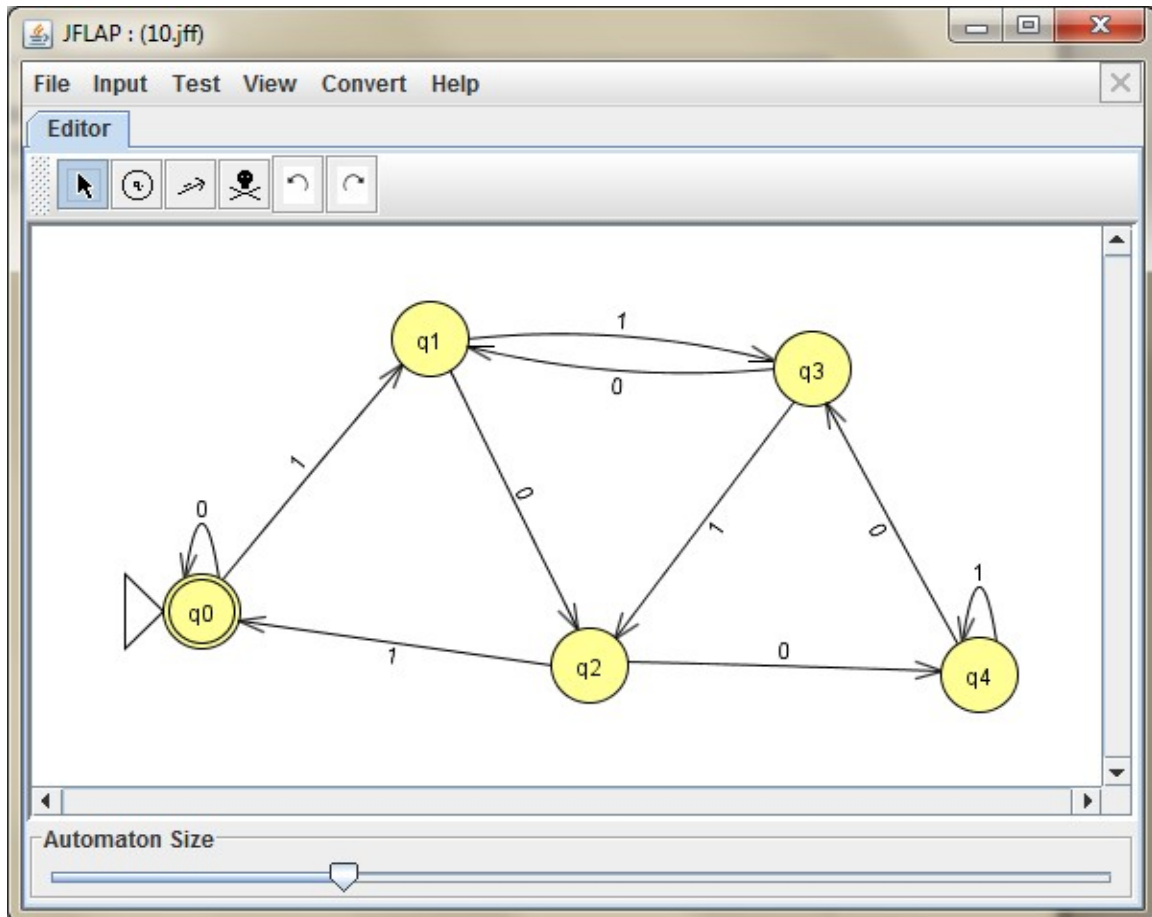 JFLAP : (10.jff)
File Input Test View Convert Help
Editor
q
1
q1
q3
0
1
0
0
1
0
1
q0
1
q2
0
q4
Automaton Size